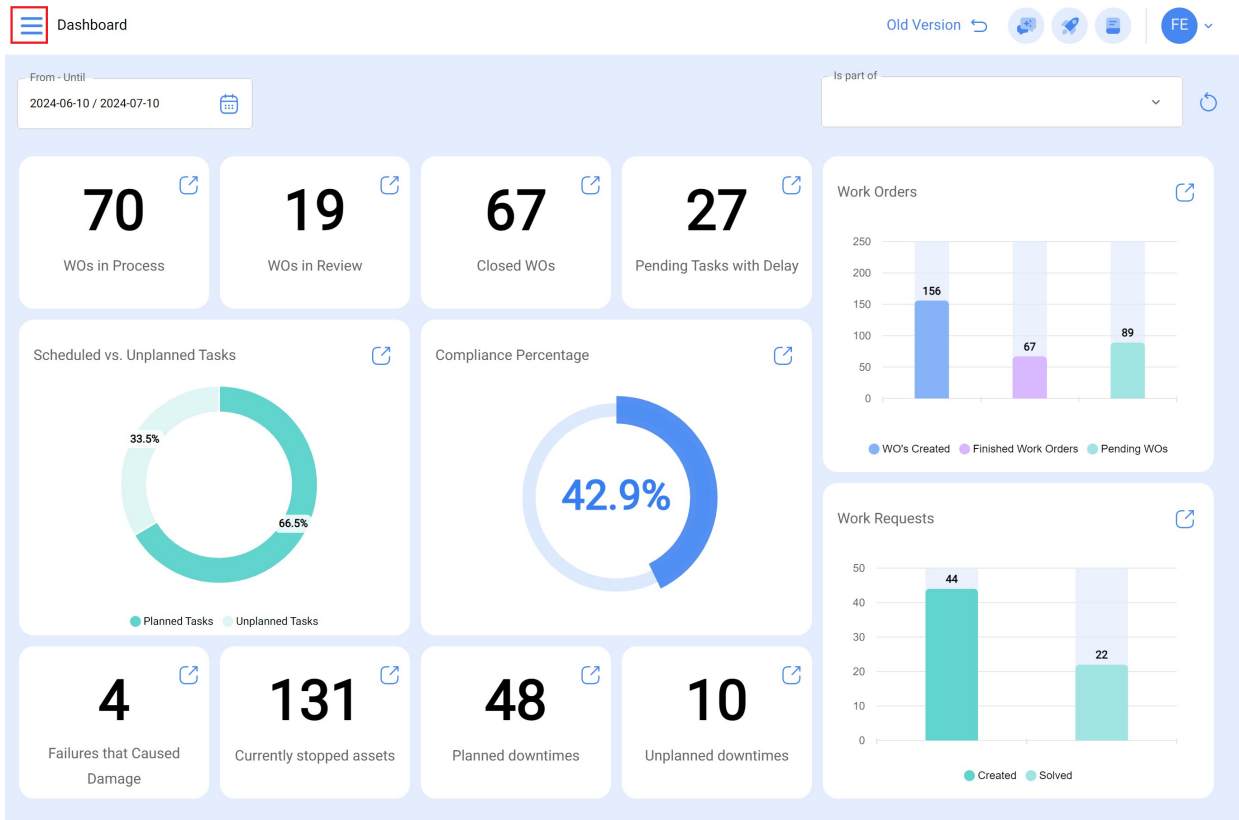 Dashboard
Old Version
FE
From - Until
2024-06-10 / 2024-07-10
Is part of
70
WOs in Process
19
WOs in Review
67
Closed WOs
27
Pending Tasks with Delay
Work Orders
250
200
150
100
50
0
156
67
89
WO's Created
Finished Work Orders
Pending WOs
Scheduled vs. Unplanned Tasks
33.5%
66.5%
Planned Tasks
Unplanned Tasks
Compliance Percentage
42.9%
Work Requests
50
40
30
20
10
0
44
22
Created
Solved
4
Failures that Caused
Damage
131
Currently stopped assets
48
Planned downtimes
10
Unplanned downtimes